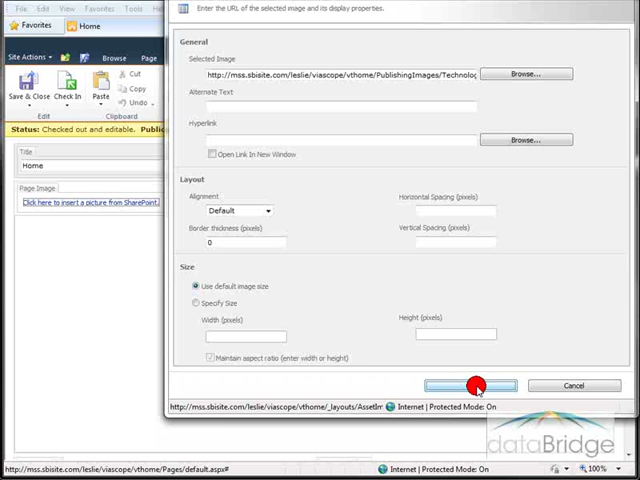 File Edit View Favorites Tools
Enter the URL of the selected image and its display properties.
Favorites Home
Site Actions Browse Page
Save & Close Check In Paste Cut
Copy
Undo
Edit
Status: Checked out and editable.
Title
Home
Page Image
Click here to insert a picture from SharePoint.
General
Selected Image
http://mss.sbisite.com/leslie/viascope/vthome/PublishingImages/Technolog Browse...
Alternate Text
Hyperlink
Browse...
Open Link In New Window
Layout
Alignment Horizontal Spacing (pixels)
Default
Border thickness (pixels) Vertical Spacing (pixels)
0
Size
Use default image size
Specify Size
Width (pixels) Height (pixels)
Maintain aspect ratio (enter width or height)
Cancel
http://mss.sbisite.com/leslie/viascope/vthome/_layouts/AssetIm Internet | Protected Mode: On
dataBridge
http://mss.sbisite.com/leslie/viascope/vthome/Pages/default.aspx# Internet | Protected Mode: On 100%